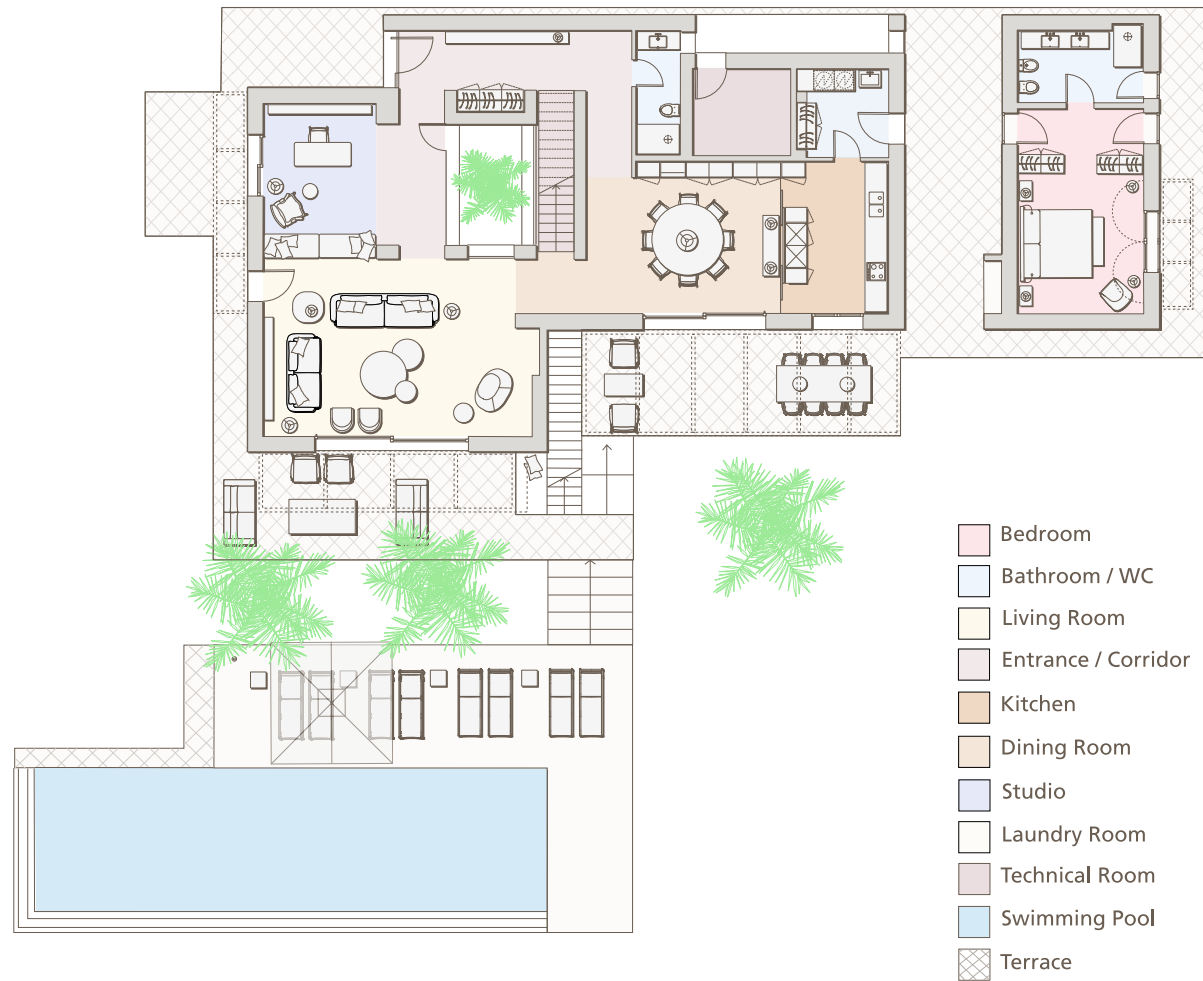 Bedroom
Bathroom / WC
Living Room
Entrance / Corridor
Kitchen
Dining Room
Studio
Laundry Room
Technical Room
Swimming Pool
Terrace